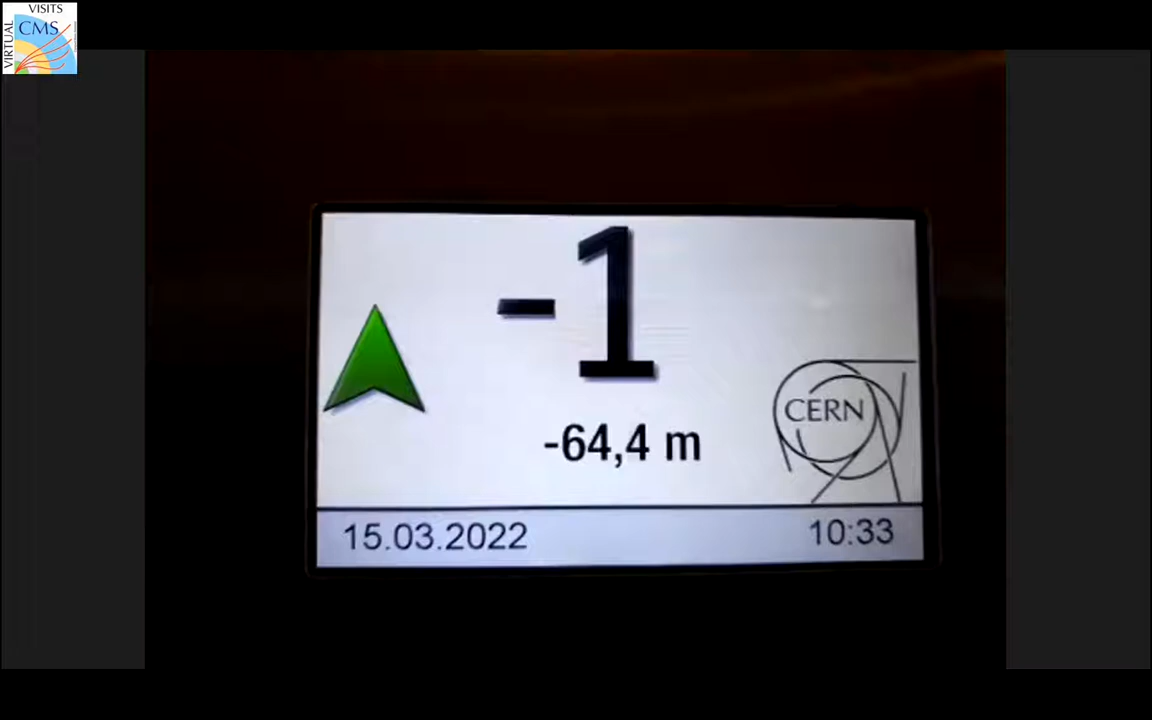 VISITS
VIRTUAL
CMS
-1
-64,4 m
CERN
15.03.2022
10:33